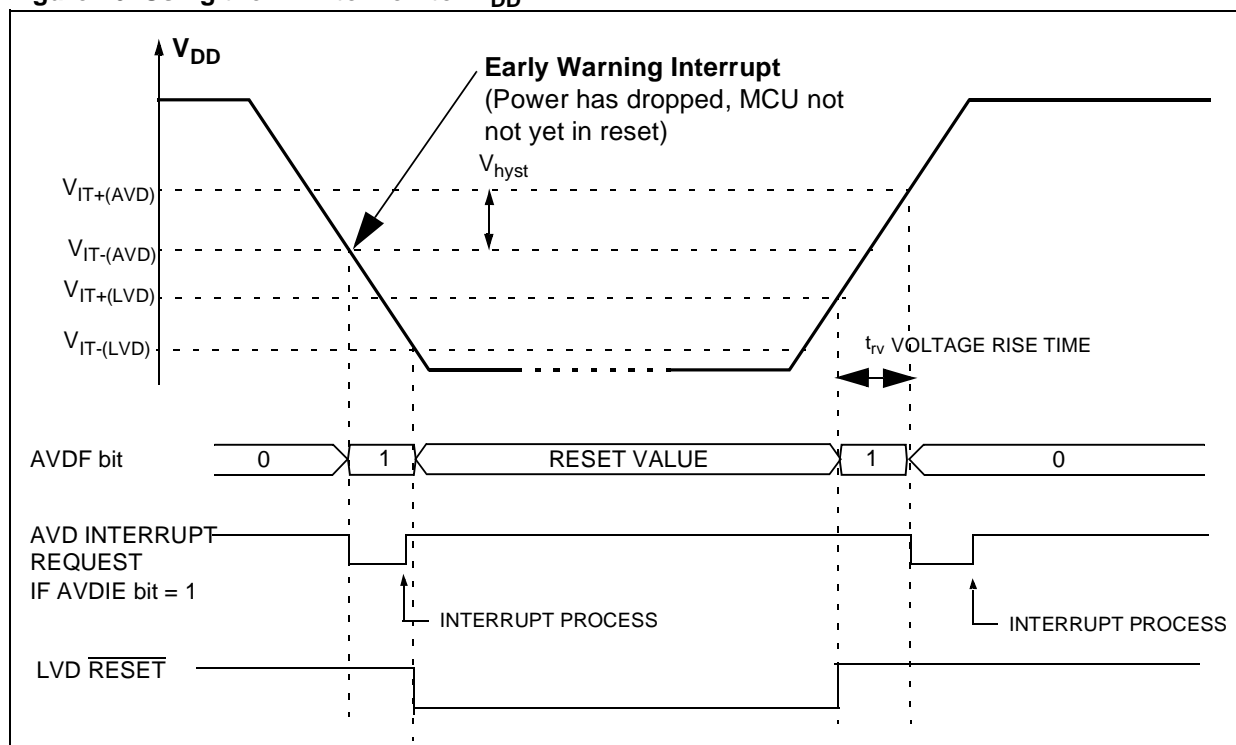 VDD
Early Warning Interrupt
(Power has dropped, MCU not
not yet in reset)
Vhyst
VIT+(AVD)
VIT-(AVD)
VIT+(LVD)
VIT-(LVD)
trv VOLTAGE RISE TIME
AVDF bit
0
1
RESET VALUE
1
0
AVD INTERRUPT
REQUEST
IF AVDIE bit = 1
INTERRUPT PROCESS
INTERRUPT PROCESS
LVD RESET